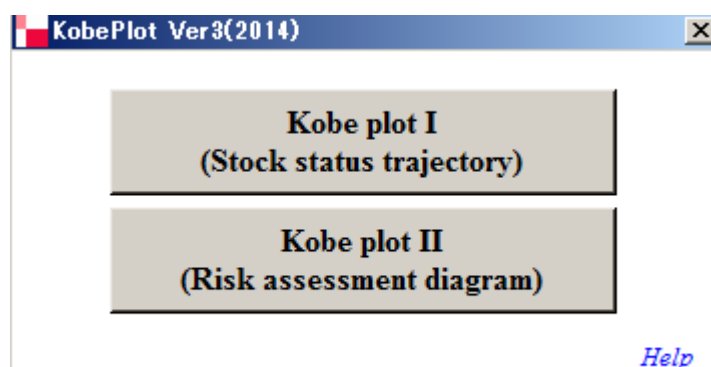 KobePlot Ver3(2014)
Kobe plot I
(Stock status trajectory)
Kobe plot II
(Risk assessment diagram)
Help